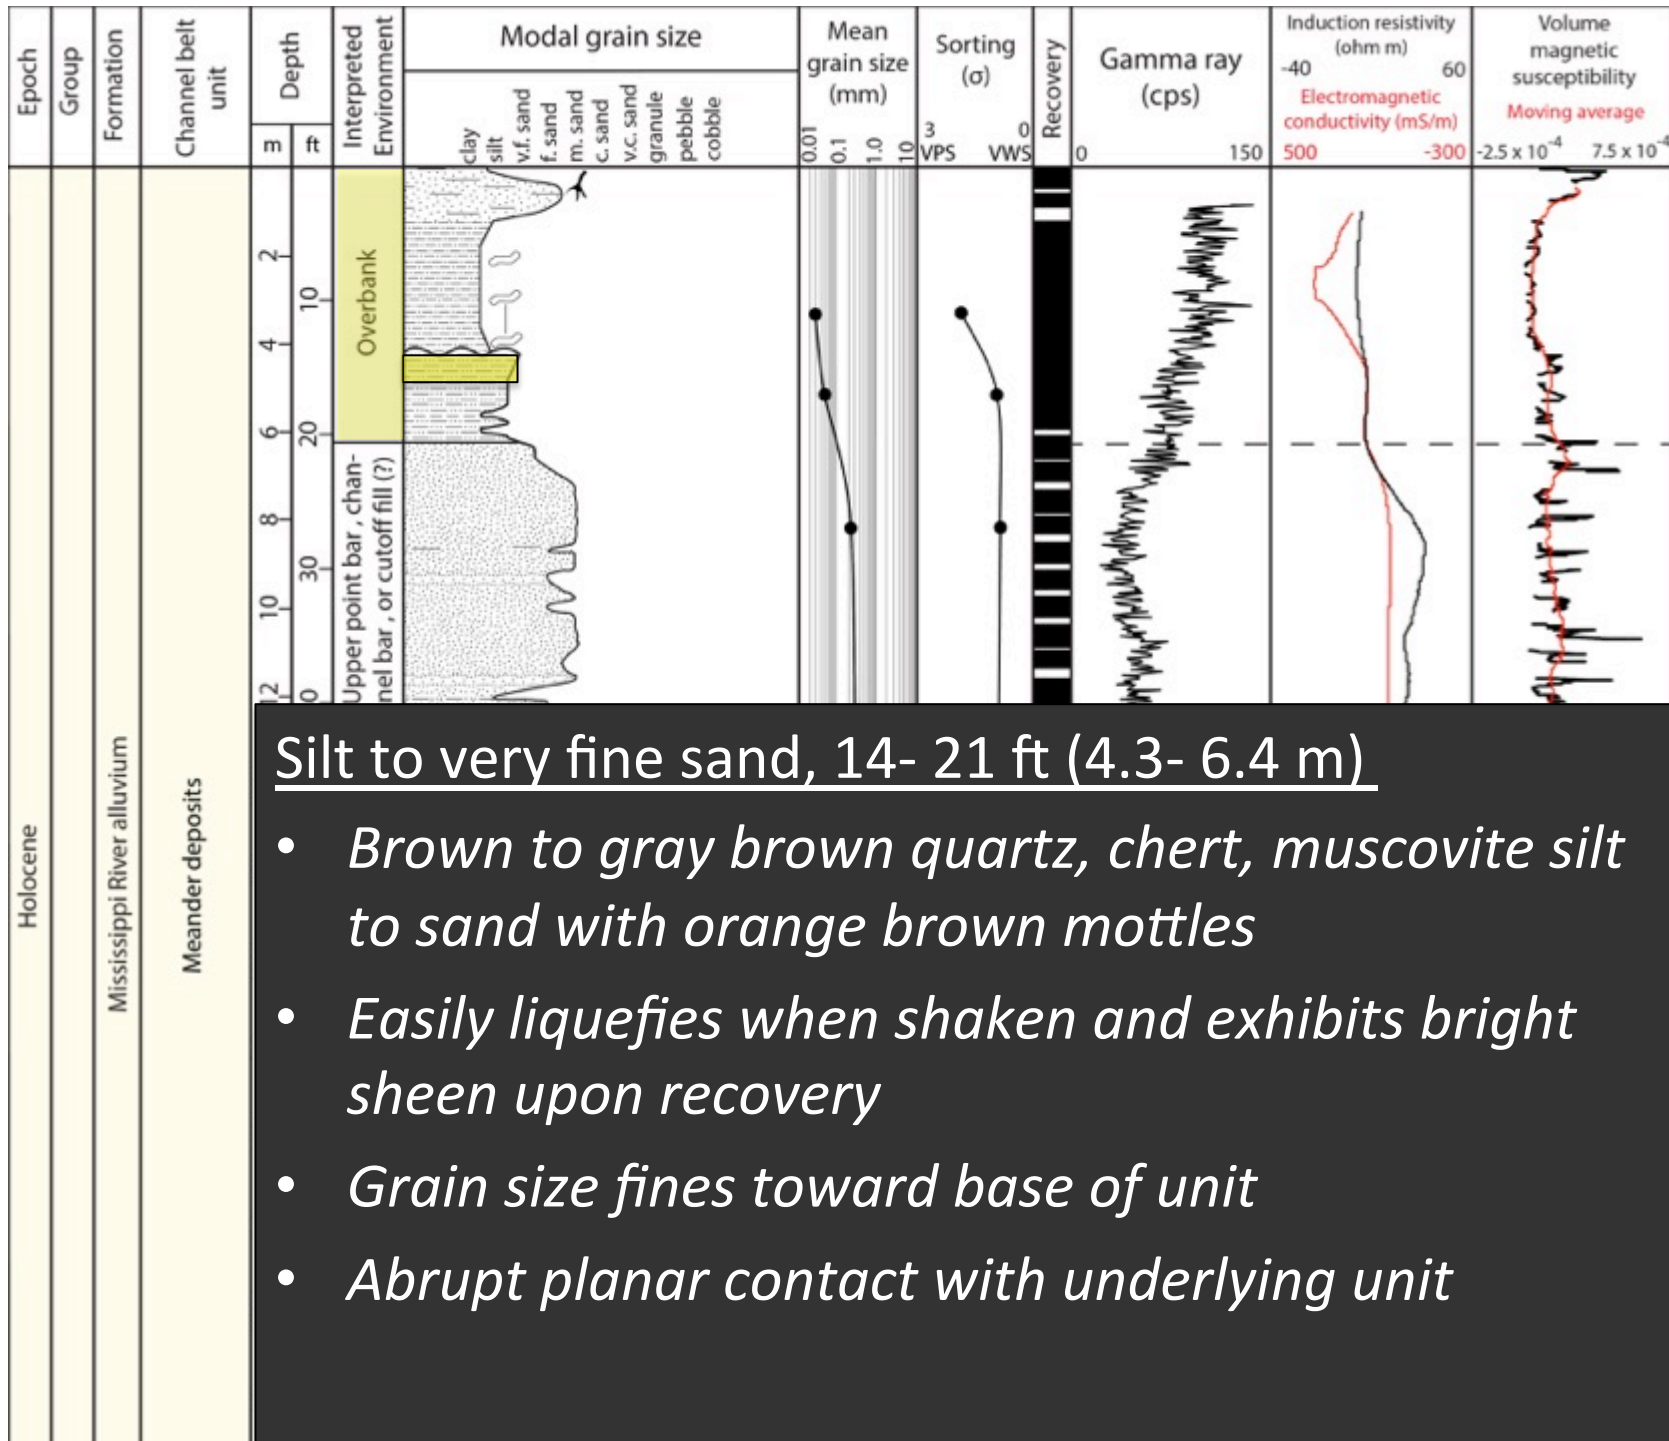 Epoch
Group
Formation
Channel belt
unit
Depth
m
ft
Interpreted
Environment
Modal grain size
clay
silt
v.f. sand
f. sand
m. sand
c. sand
v.c. sand
granule
pebble
cobble
Mean
grain size
(mm)
0.01
0.1
1.0
10
Sorting
(σ)
3
0
VPS
VWS
Recovery
Gamma ray
(cps)
0
150
Induction resistivity
(ohm m)
-40
60
Electromagnetic
conductivity (mS/m)
500
-300
Volume
magnetic
susceptibility
Moving average
-2.5 x 10⁻⁴
7.5 x 10⁻⁴
2
4
6
8
10
12
10
20
30
0
Overbank
Upper point bar , chan-
nel bar , or cutoff fill (?)
Holocene
Mississippi River alluvium
Meander deposits
Silt to very fine sand, 14- 21 ft (4.3- 6.4 m)
• Brown to gray brown quartz, chert, muscovite silt
to sand with orange brown mottles
• Easily liquefies when shaken and exhibits bright
sheen upon recovery
• Grain size fines toward base of unit
• Abrupt planar contact with underlying unit